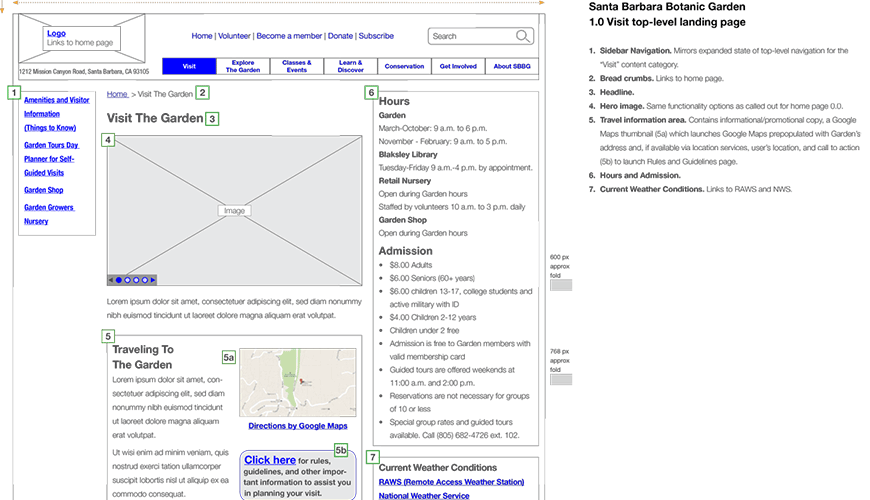 Logo
Links to home page
1212 Mission Canyon Road, Santa Barbara, CA 93105
Home | Volunteer | Become a member | Donate | Subscribe
Search
Visit
Explore
The Garden
Classes &
Events
Learn &
Discover
Conservation
Get Involved
About SBBG
1
Amenities and Visitor
Information
(Things to Know)
Garden Tours Day
Planner for Self-
Guided Visits
Garden Shop
Garden Growers
Nursery
Home > Visit The Garden 2
Visit The Garden 3
4
Image
Lorem ipsum dolor sit amet, consectetuer adipiscing elit, sed diam nonummy
nibh euismod tincidunt ut laoreet dolore magna aliquam erat volutpat.
5
Traveling To
The Garden
Lorem ipsum dolor sit amet, con-
sectetuer adipiscing elit, sed diam
nonummy nibh euismod tincidunt
ut laoreet dolore magna aliquam
erat volutpat.
Ut wisi enim ad minim veniam, quis
nostrud exerci tation ullamcorper
suscipit lobortis nisl ut aliquip ex ea
commodo consequat.
5a
Directions by Google Maps
5b
Click here for rules,
guidelines, and other impor-
tant information to assist you
in planning your visit.
6
Hours
Garden
March-October: 9 a.m. to 6 p.m.
November - February: 9 a.m. to 5 p.m.
Blaksley Library
Tuesday-Friday 9 a.m.-4 p.m. by appointment.
Retail Nursery
Open during Garden hours
Staffed by volunteers 10 a.m. to 3 p.m. daily
Garden Shop
Open during Garden hours
Admission
• $8.00 Adults
• $6.00 Seniors (60+ years)
• $6.00 children 13-17, college students and
active military with ID
• $4.00 Children 2-12 years
• Children under 2 free
• Admission is free to Garden members with
valid membership card
• Guided tours are offered weekends at
11:00 a.m. and 2:00 p.m.
• Reservations are not necessary for groups
of 10 or less
• Special group rates and guided tours
available. Call (805) 682-4726 ext. 102.
7
Current Weather Conditions
RAWS (Remote Access Weather Station)
National Weather Service
600 px
approx
fold
768 px
approx
fold
Santa Barbara Botanic Garden
1.0 Visit top-level landing page
1. Sidebar Navigation. Mirrors expanded state of top-level navigation for the
“Visit” content category.
2. Bread crumbs. Links to home page.
3. Headline.
4. Hero image. Same functionality options as called out for home page 0.0.
5. Travel information area. Contains informational/promotional copy, a Google
Maps thumbnail (5a) which launches Google Maps prepopulated with Garden’s
address and, if available via location services, user’s location, and call to action
(5b) to launch Rules and Guidelines page.
6. Hours and Admission.
7. Current Weather Conditions. Links to RAWS and NWS.